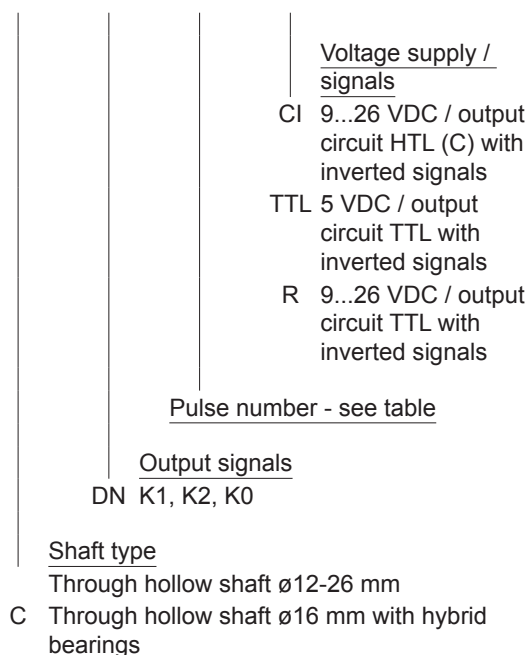 Voltage supply /
signals
CI 9...26 VDC / output
circuit HTL (C) with
inverted signals
TTL 5 VDC / output
circuit TTL with
inverted signals
R 9...26 VDC / output
circuit TTL with
inverted signals
Pulse number - see table
Output signals
DN K1, K2, K0
Shaft type
Through hollow shaft ø12-26 mm
C Through hollow shaft ø16 mm with hybrid
bearings